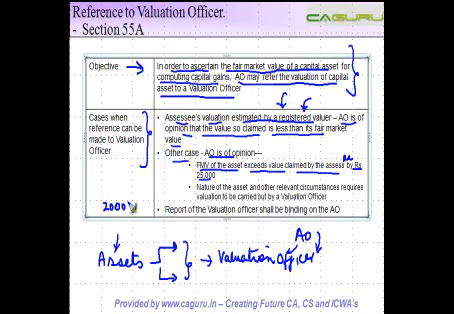 Reference to Valuation Officer.
- Section 55A
CAGURU
Objective
In order to ascertain the fair market value of a capital asset for
computing capital gains, AO may refer the valuation of capital
asset to a Valuation Officer
Cases when
reference can be
made to Valuation
Officer
• Assessee's valuation estimated by a registered valuer – AO is of
opinion that the value so claimed is less than its fair market
value
• Other case - AO is of opinion—
• FMV of the asset exceeds value claimed by the assess by Rs
25,000
• Nature of the asset and other relevant circumstances requires
valuation to be carried out by a Valuation Officer
• Report of the Valuation officer shall be binding on the AO
2000
AO
Assets
Valuation officer
Provided by www.caguru.in – Creating Future CA, CS and ICWA's